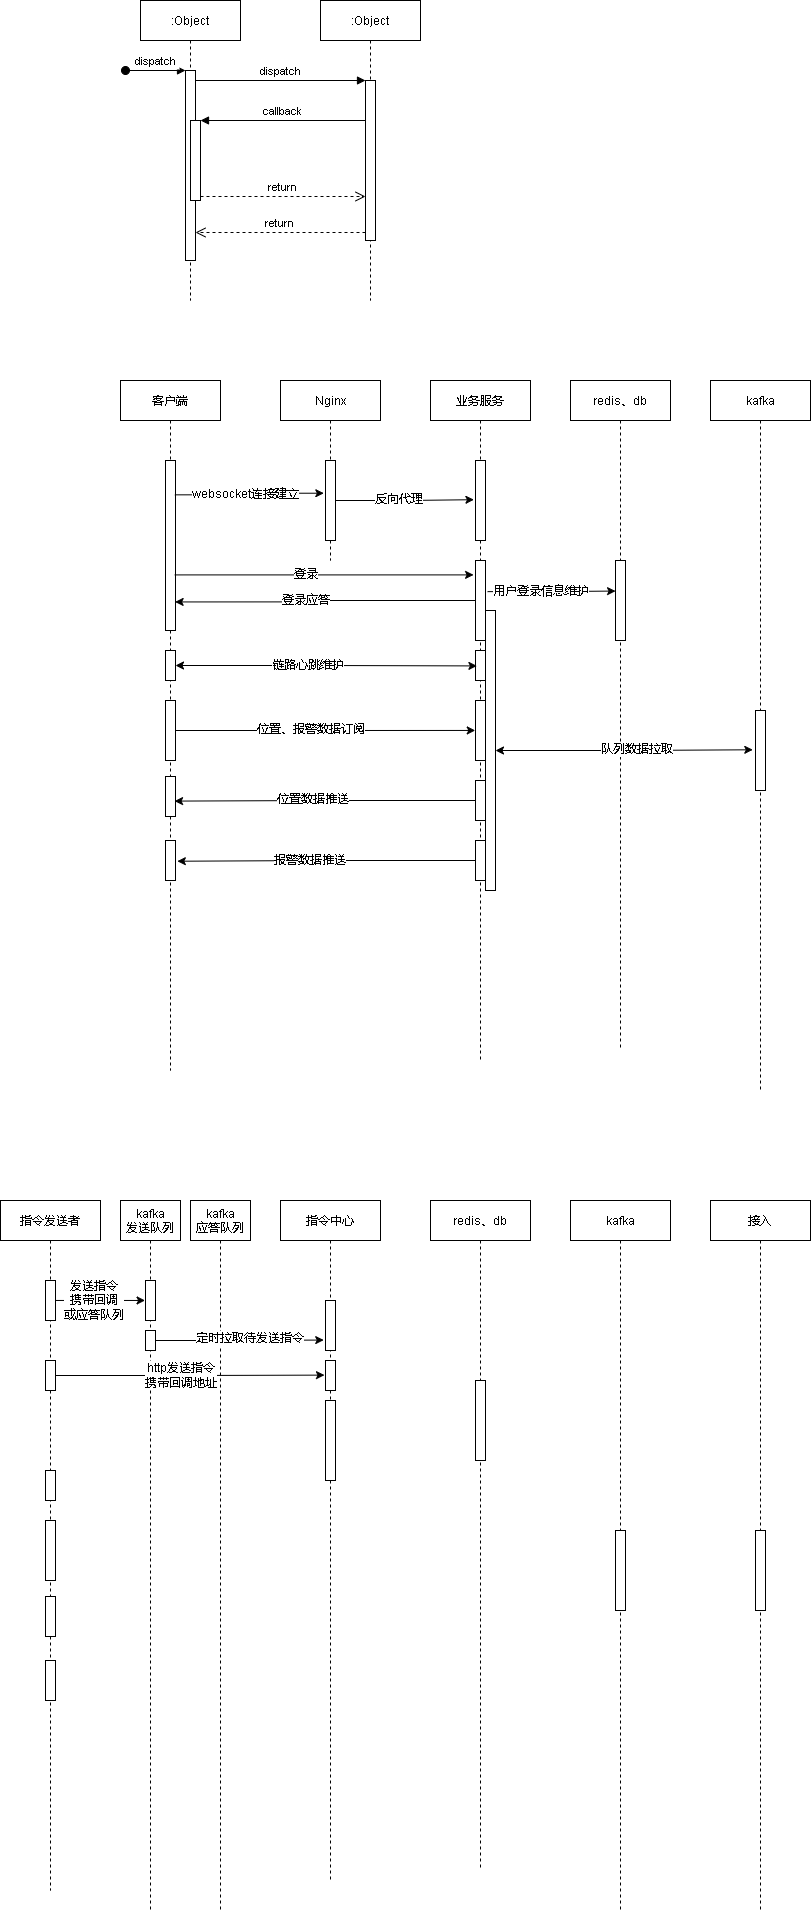 :Object
:Object
dispatch
dispatch
callback
return
return
客户端
Nginx
业务服务
redis、db
kafka
websocket连接建立
反向代理
登录
用户登录信息维护
登录应答
链路心跳维护
位置、报警数据订阅
队列数据拉取
位置数据推送
报警数据推送
指令发送者
kafka
发送队列
kafka
应答队列
指令中心
redis、db
kafka
接入
发送指令
携带回调
或应答队列
定时拉取待发送指令
http发送指令
携带回调地址